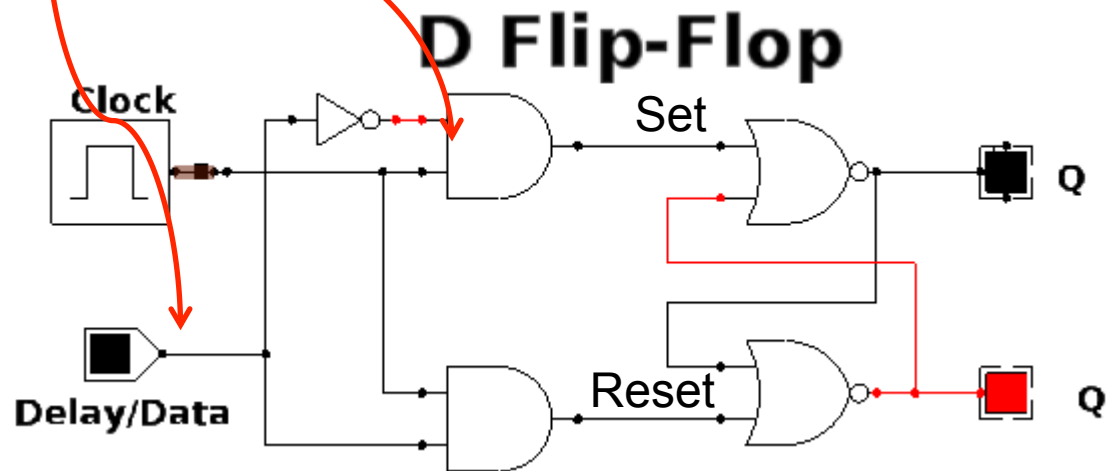 D Flip-Flop
Clock
Set
Q
Delay/Data
Reset
Q